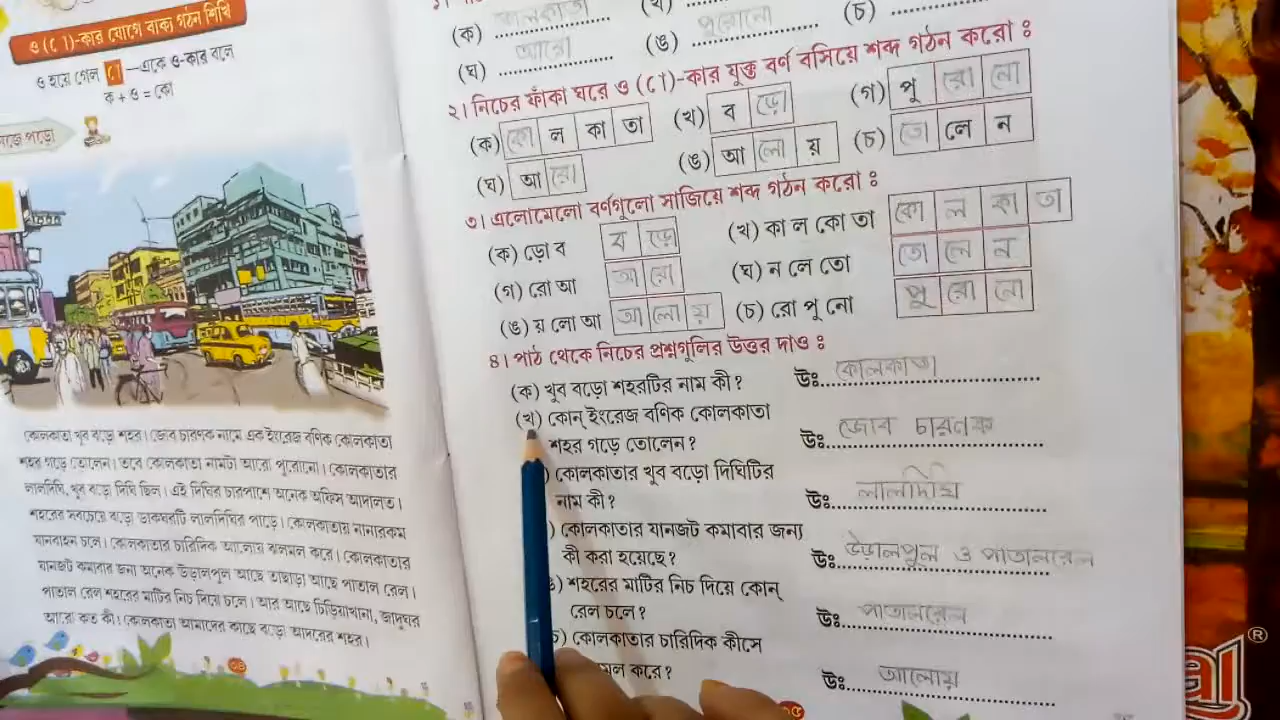 ও (ো)-কার যোগে বাক্য গঠন শিখি
ও হয়ে গেল ো —একে ও-কার বলে
ক + ও = কো
পড়ো
কোলকাতা খুব বড়ো শহর। জোব চারণক নামে এক ইংরেজ বণিক কোলকাতা
শহর গড়ে তোলেন। তবে কোলকাতা নামটা আরো পুরোনো। কোলকাতার
লালদিঘি, খুব বড়ো দিঘি ছিল। এই দিঘির চারপাশে অনেক অফিস আদালত।
শহরের সবচেয়ে বড়ো ডাকঘরটি লালদিঘির পাড়ে। কোলকাতায় নানারকম
যানবাহন চলে। কোলকাতার চারিদিক আলোয় ঝলমল করে। কোলকাতার
যানজট কমাবার জন্য অনেক উড়ালপুল আছে তাছাড়া আছে পাতাল রেল।
পাতাল রেল শহরের মাটির নিচ দিয়ে চলে। আর আছে চিড়িয়াখানা, জাদুঘর
আরো কত কী। কোলকাতা আমাদের কাছে বড়ো আদরের শহর।
(ক) কোলকাতা (খ) (চ)
(ঘ) আরো (ঙ) পুরোনো
২। নিচের ফাঁকা ঘরে ও (ো)-কার যুক্ত বর্ণ বসিয়ে শব্দ গঠন করো :
(ক) কো ল কা তা (খ) ব ড়ো (গ) পু রো নো
(ঘ) আ রো (ঙ) আ লো য় (চ) তো লে ন
৩। এলোমেলো বর্ণগুলো সাজিয়ে শব্দ গঠন করো :
(ক) ড়ো ব ব ড়ো (খ) কা ল কো তা কো ল কা তা
(গ) রো আ আ রো (ঘ) ন লে তো তো লে ন
(ঙ) য় লো আ আ লো য় (চ) রো পু নো পু রো নো
৪। পাঠ থেকে নিচের প্রশ্নগুলির উত্তর দাও :
(ক) খুব বড়ো শহরটির নাম কী? উঃ কোলকাতা
(খ) কোন্ ইংরেজ বণিক কোলকাতা
শহর গড়ে তোলেন? উঃ জোব চারণক
) কোলকাতার খুব বড়ো দিঘিটির
নাম কী? উঃ লালদিঘি
) কোলকাতার যানজট কমাবার জন্য
কী করা হয়েছে? উঃ উড়ালপুল ও পাতালরেল
) শহরের মাটির নিচ দিয়ে কোন্
রেল চলে? উঃ পাতালরেল
চ) কোলকাতার চারিদিক কীসে
মল করে? উঃ আলোয়